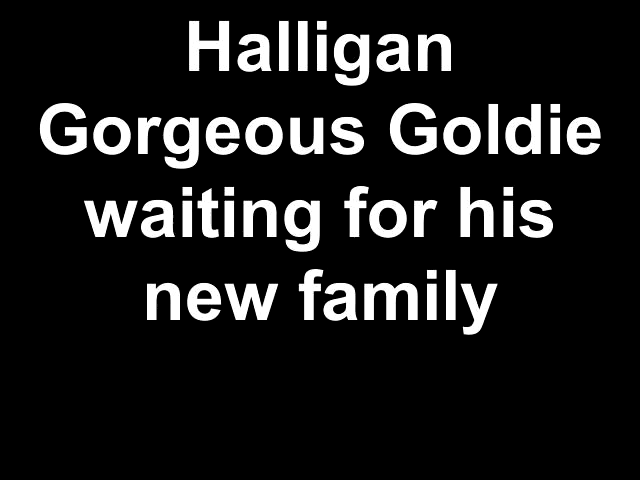 Halligan
Gorgeous Goldie
waiting for his
new family